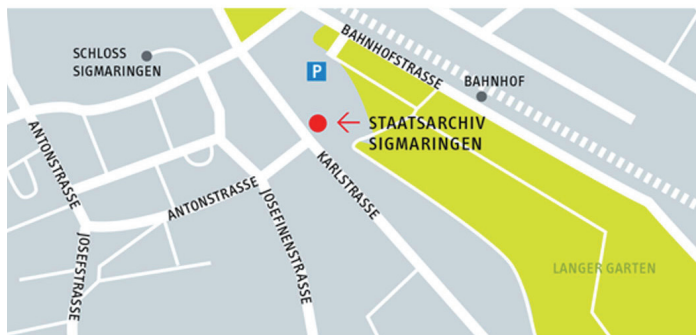 BAHNHOFSTRASSE
SCHLOSS
SIGMARINGEN
P
BAHNHOF
STAATSARCHIV
SIGMARINGEN
ANTONSTRASSE
KARLSTRASSE
ANTONSTRASSE
JOSEFINENSTRASSE
JOSEFSTRASSE
LANGER GARTEN